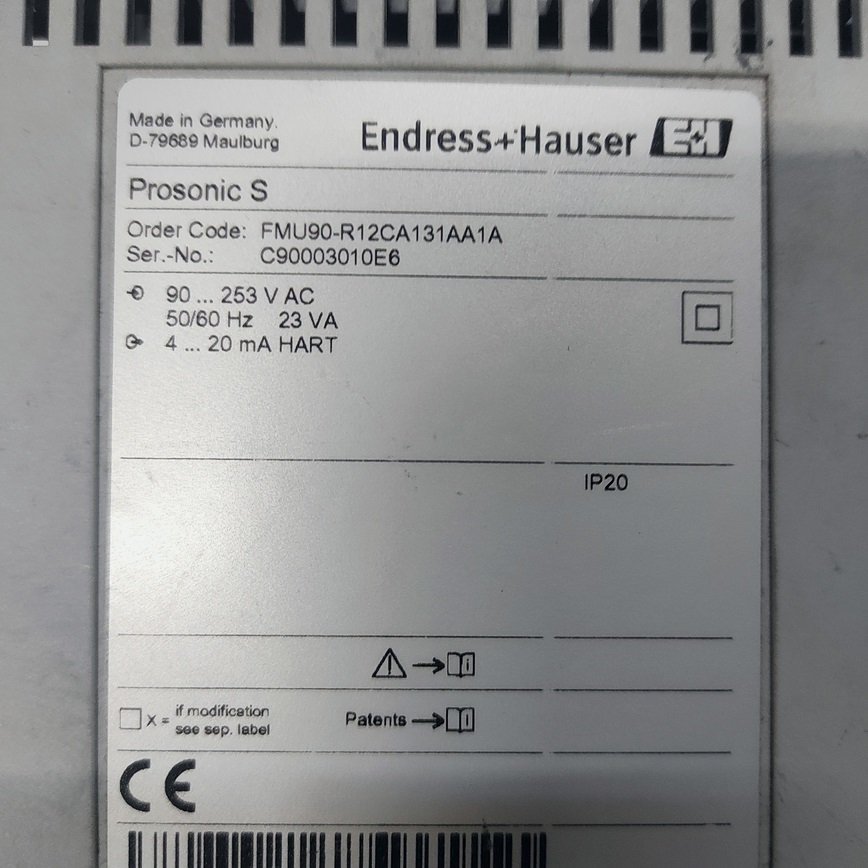 Made in Germany.
D-79689 Maulburg
Endress+Hauser
E+H
Prosonic S
Order Code: FMU90-R12CA131AA1A
Ser.-No.: C90003010E6
90 ... 253 V AC
50/60 Hz 23 VA
4 ... 20 mA HART
IP20
x = if modification
see sep. label
Patents → i
CE